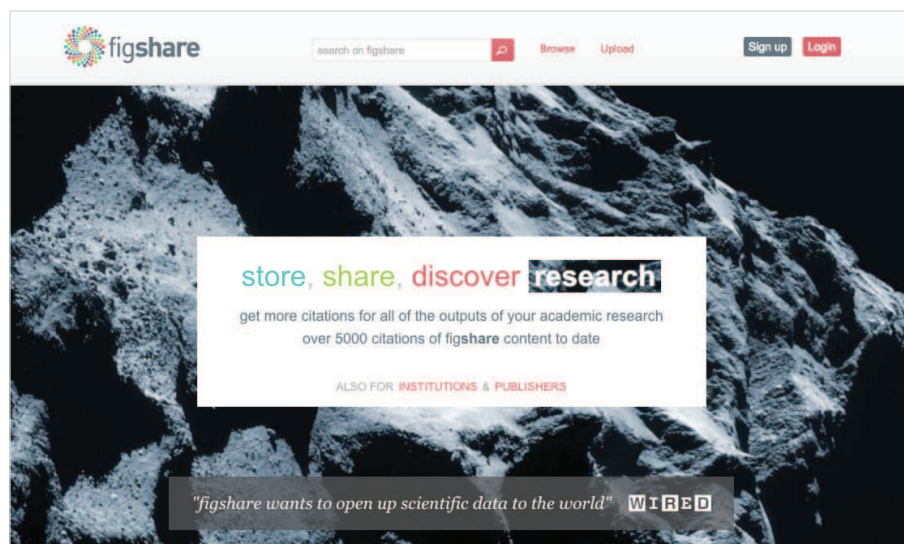 figshare
search on figshare
Browse
Upload
Sign up
Login
store, share, discover research
get more citations for all of the outputs of your academic research
over 5000 citations of figshare content to date
ALSO FOR INSTITUTIONS & PUBLISHERS
"figshare wants to open up scientific data to the world" WIRED